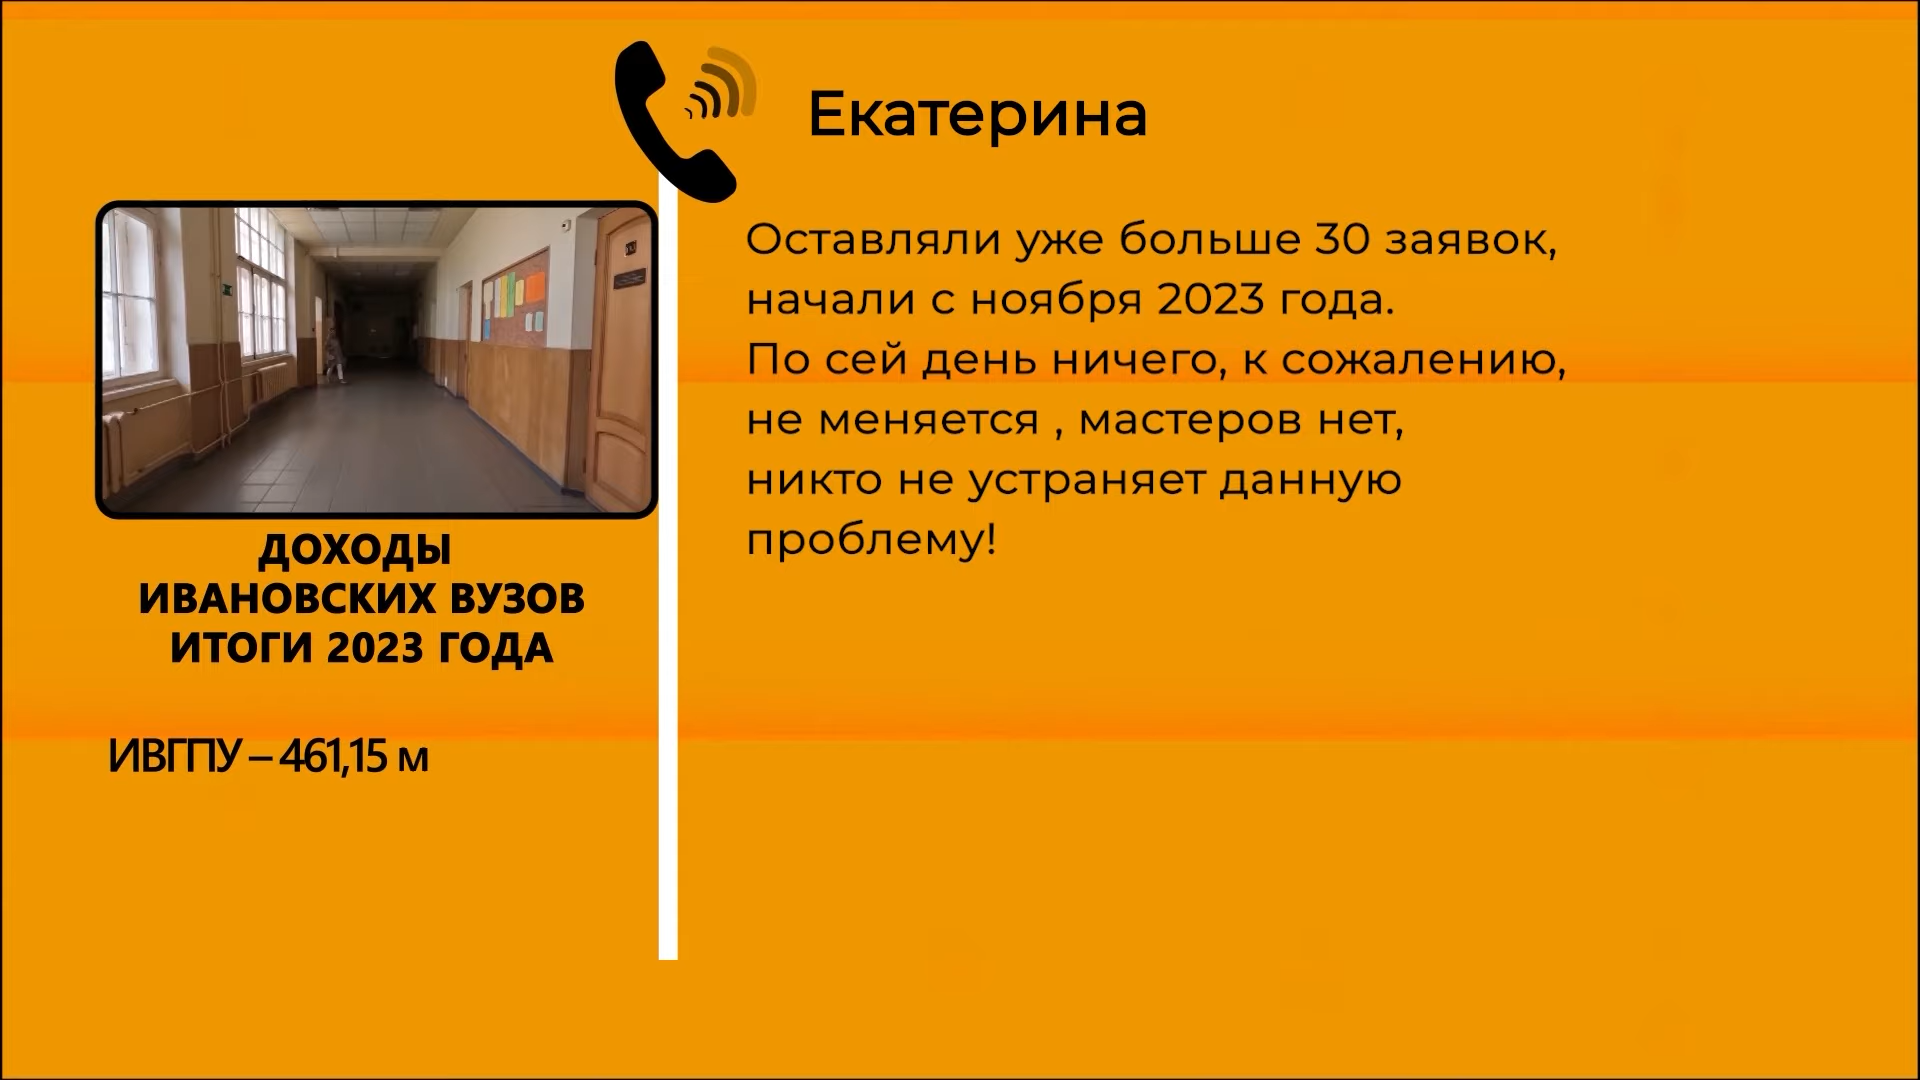 Екатерина
Оставляли уже больше 30 заявок,
начали с ноября 2023 года.
По сей день ничего, к сожалению,
не меняется , мастеров нет,
никто не устраняет данную
проблему!
ДОХОДЫ
ИВАНОВСКИХ ВУЗОВ
ИТОГИ 2023 ГОДА
ИВГПУ – 461,15 м